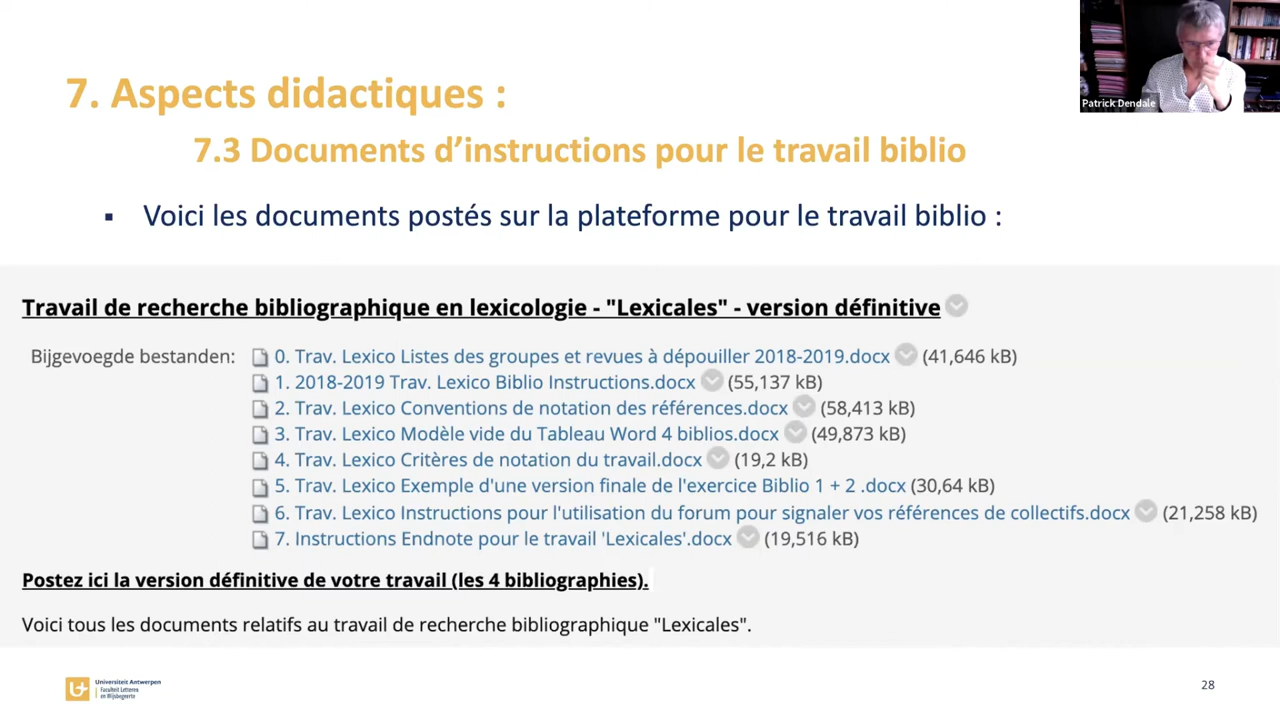 7. Aspects didactiques :
7.3 Documents d’instructions pour le travail biblio
Patrick Dendale
▪ Voici les documents postés sur la plateforme pour le travail biblio :
Travail de recherche bibliographique en lexicologie - "Lexicales" - version définitive
Bijgevoegde bestanden: 0. Trav. Lexico Listes des groupes et revues à dépouiller 2018-2019.docx (41,646 kB)
1. 2018-2019 Trav. Lexico Biblio Instructions.docx (55,137 kB)
2. Trav. Lexico Conventions de notation des références.docx (58,413 kB)
3. Trav. Lexico Modèle vide du Tableau Word 4 biblios.docx (49,873 kB)
4. Trav. Lexico Critères de notation du travail.docx (19,2 kB)
5. Trav. Lexico Exemple d'une version finale de l'exercice Biblio 1 + 2 .docx (30,64 kB)
6. Trav. Lexico Instructions pour l'utilisation du forum pour signaler vos références de collectifs.docx (21,258 kB)
7. Instructions Endnote pour le travail 'Lexicales'.docx (19,516 kB)
Postez ici la version définitive de votre travail (les 4 bibliographies).
Voici tous les documents relatifs au travail de recherche bibliographique "Lexicales".
Universiteit Antwerpen
Faculteit Letteren
en Wijsbegeerte
28